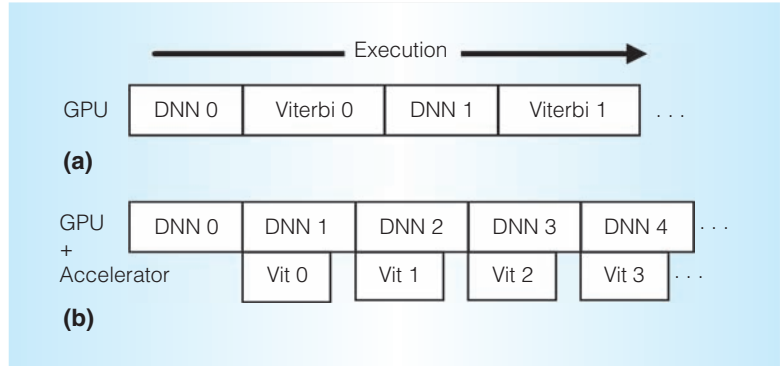 Execution
GPU DNN 0 Viterbi 0 DNN 1 Viterbi 1 . . .
(a)
GPU DNN 0 DNN 1 DNN 2 DNN 3 DNN 4 . . .
+
Accelerator Vit 0 Vit 1 Vit 2 Vit 3 . . .
(b)